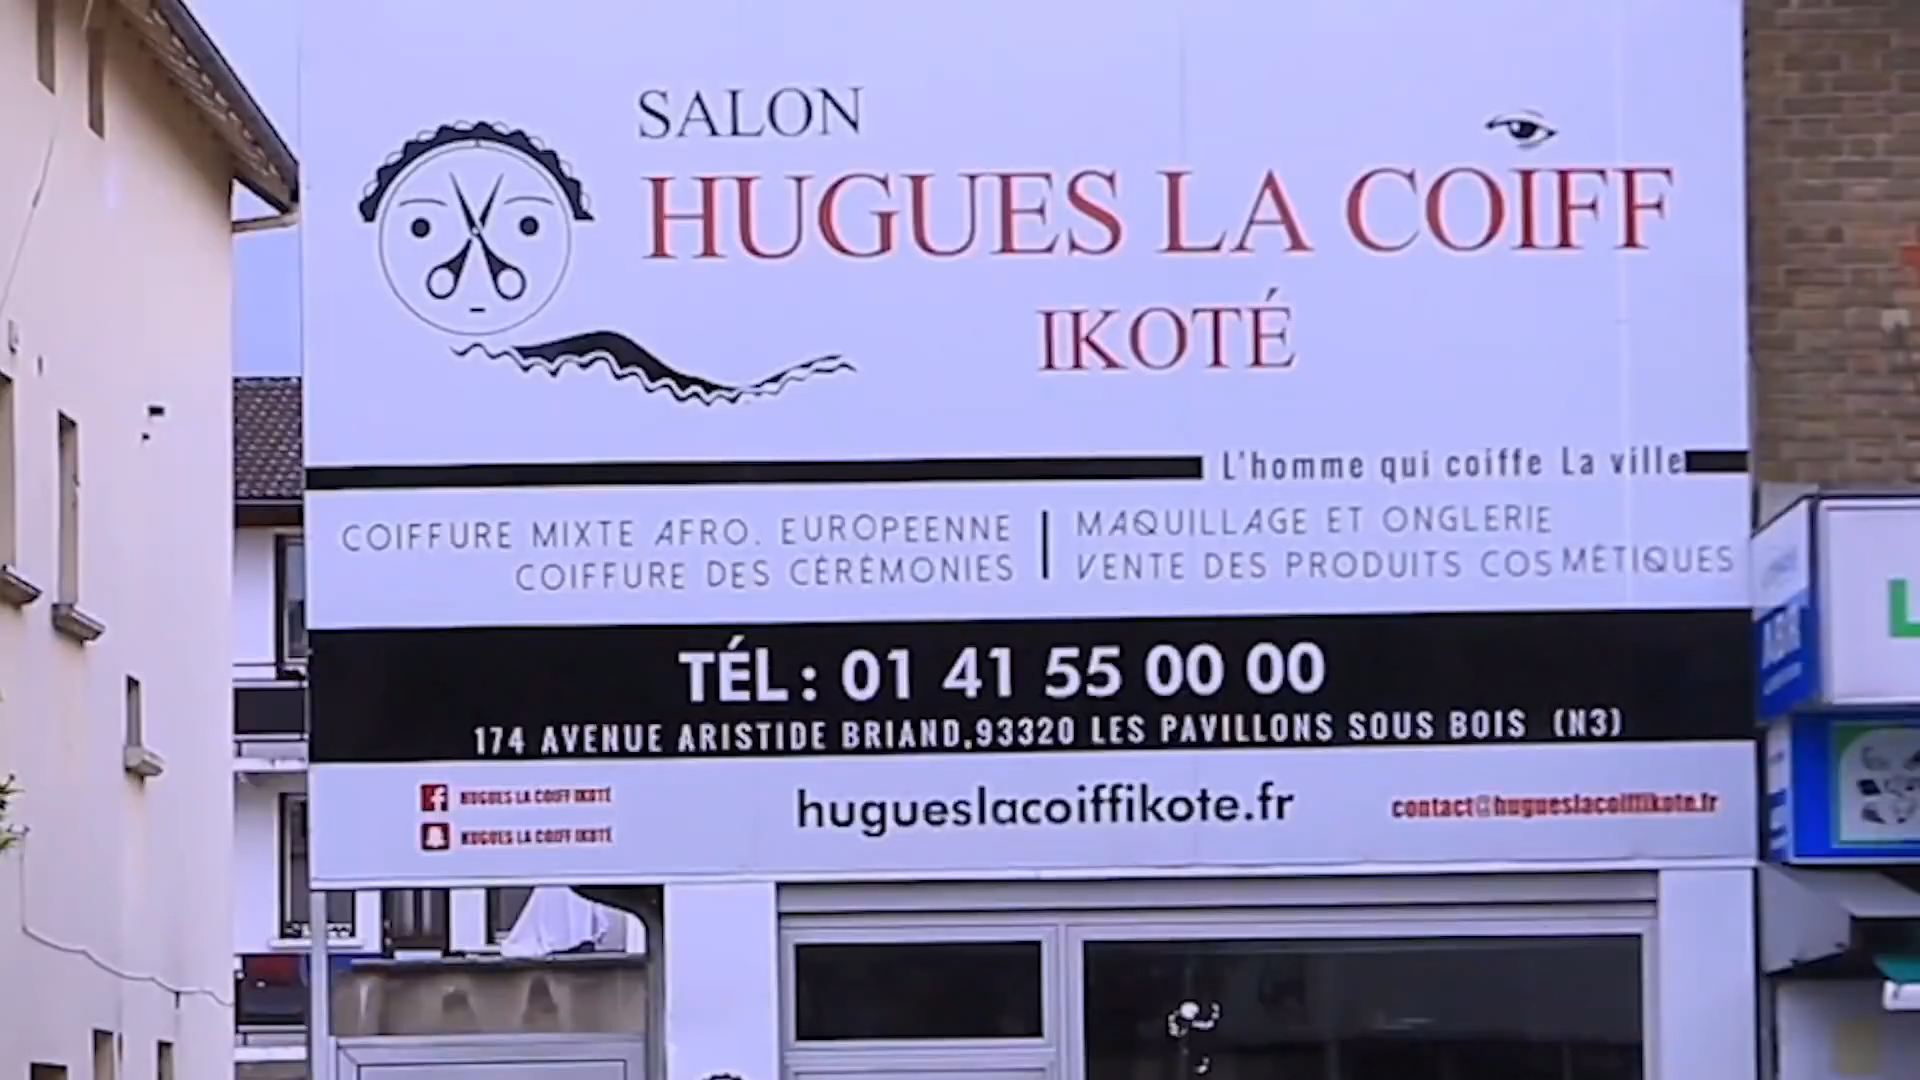 SALON
HUGUES LA COIFF
IKOTÉ
L'homme qui coiffe La ville
COIFFURE MIXTE AFRO. EUROPEENNE
COIFFURE DES CÉRÉMONIES
MAQUILLAGE ET ONGLERIE
VENTE DES PRODUITS COSMÉTIQUES
TÉL : 01 41 55 00 00
174 AVENUE ARISTIDE BRIAND.93320 LES PAVILLONS SOUS BOIS (N3)
HUGUES LA COIFF IKOTÉ
HUGUES LA COIFF IKOTÉ
hugueslacoiffikote.fr
contact@hugueslacoiffikote.fr
L